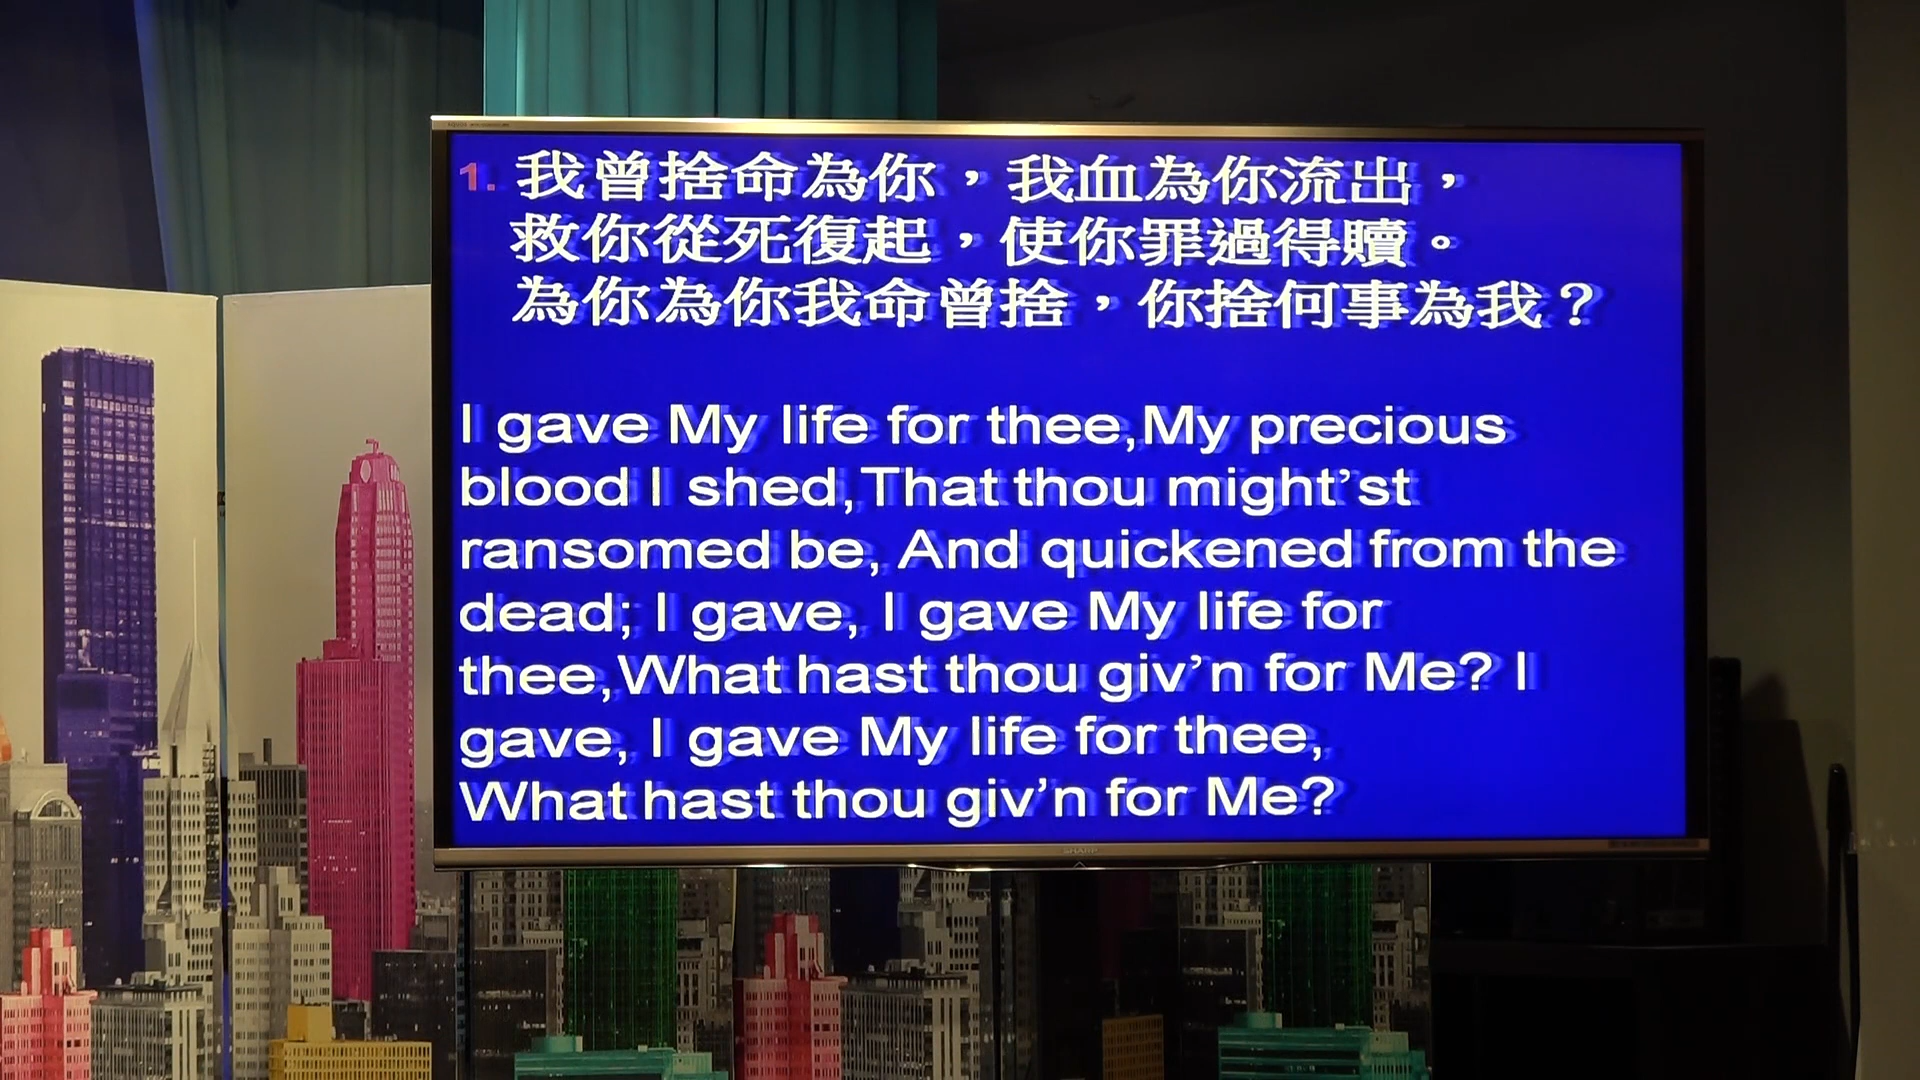 1. 我曾捨命為你，我血為你流出，
救你從死復起，使你罪過得贖。
為你為你我命曾捨，你捨何事為我？
I gave My life for thee,My precious
blood I shed,That thou might’st
ransomed be, And quickened from the
dead; I gave, I gave My life for
thee,What hast thou giv’n for Me? I
gave, I gave My life for thee,
What hast thou giv’n for Me?
SHARP